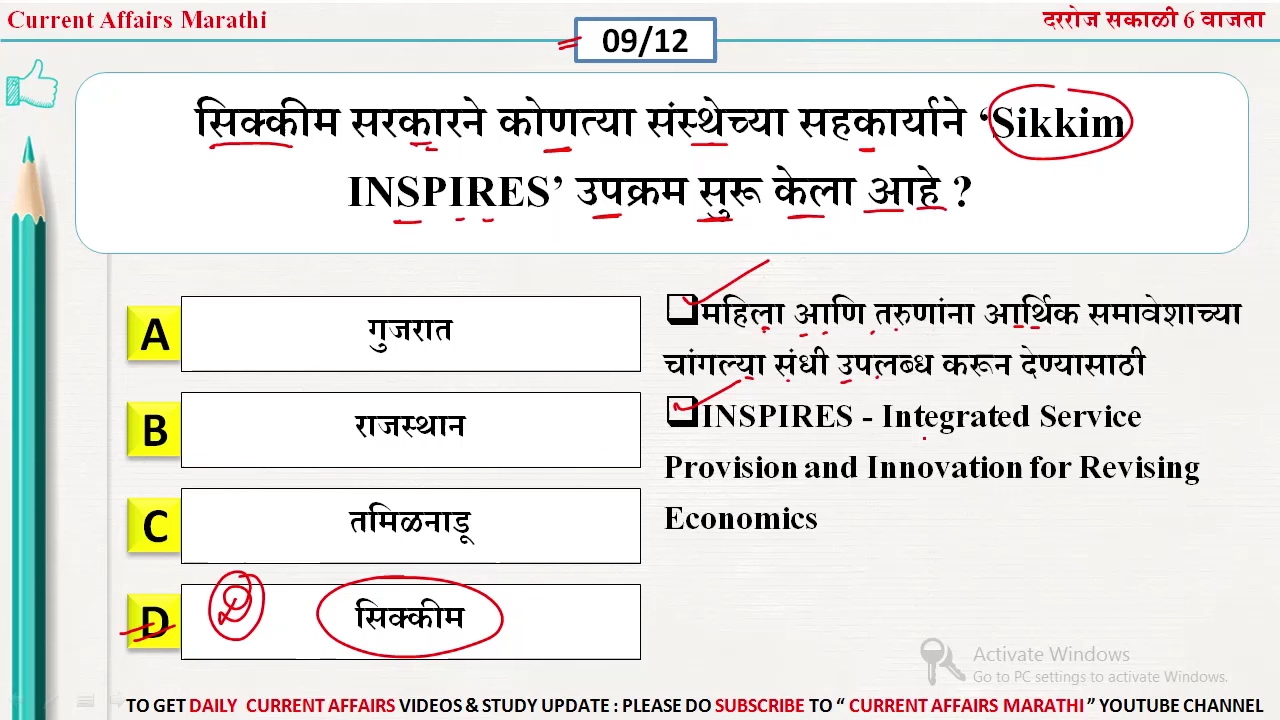 Current Affairs Marathi
दररोज सकाळी 6 वाजता
09/12
सिक्कीम सरकारने कोणत्या संस्थेच्या सहकार्याने ‘Sikkim
INSPIRES’ उपक्रम सुरू केला आहे ?
A
गुजरात
B
राजस्थान
C
तमिळनाडू
D
D
सिक्कीम
महिला आणि तरुणांना आर्थिक समावेशाच्या
चांगल्या संधी उपलब्ध करून देण्यासाठी
INSPIRES - Integrated Service
Provision and Innovation for Revising
Economics
Activate Windows
Go to PC settings to activate Windows.
TO GET DAILY CURRENT AFFAIRS VIDEOS & STUDY UPDATE : PLEASE DO SUBSCRIBE TO “ CURRENT AFFAIRS MARATHI ” YOUTUBE CHANNEL